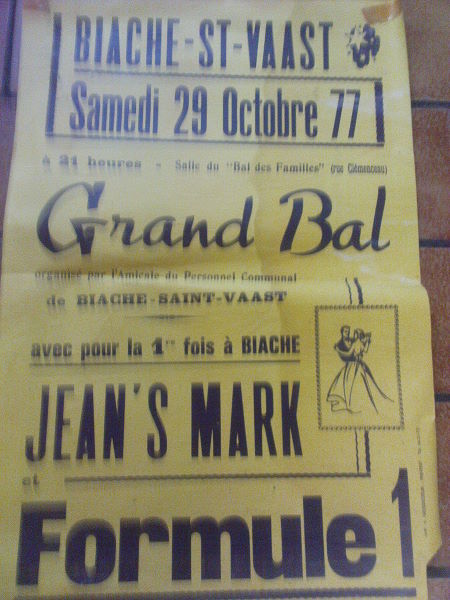 BIACHE-ST-VAAST
Samedi 29 Octobre 77
à 21 heures - Salle du "Bal des Familles" (rue Clémenceau)
Grand Bal
organisé par l'Amicale du Personnel Communal
de BIACHE-SAINT-VAAST
avec pour la 1re fois à BIACHE
JEAN'S MARK
et
Formule 1